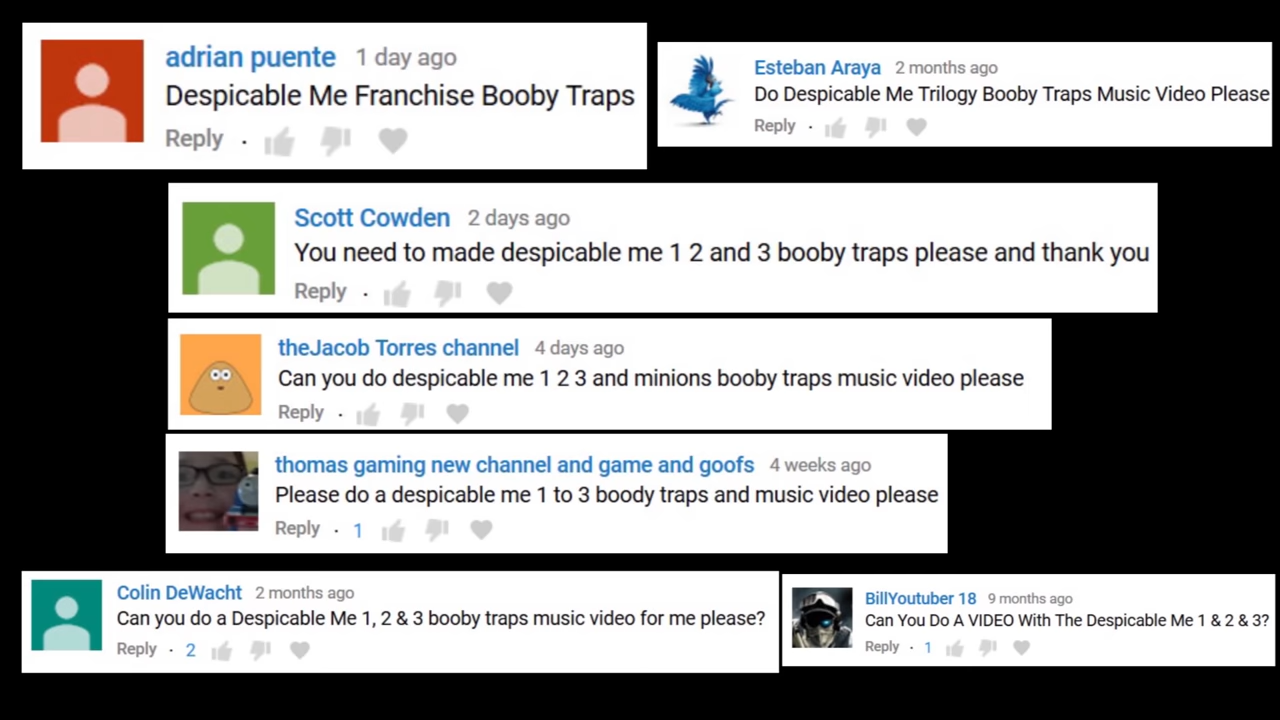 adrian puente 1 day ago
Despicable Me Franchise Booby Traps
Reply ·
Esteban Araya 2 months ago
Do Despicable Me Trilogy Booby Traps Music Video Please
Reply ·
Scott Cowden 2 days ago
You need to made despicable me 1 2 and 3 booby traps please and thank you
Reply ·
theJacob Torres channel 4 days ago
Can you do despicable me 1 2 3 and minions booby traps music video please
Reply ·
thomas gaming new channel and game and goofs 4 weeks ago
Please do a despicable me 1 to 3 boody traps and music video please
Reply · 1
Colin DeWacht 2 months ago
Can you do a Despicable Me 1, 2 & 3 booby traps music video for me please?
Reply · 2
BillYoutuber 18 9 months ago
Can You Do A VIDEO With The Despicable Me 1 & 2 & 3?
Reply · 1